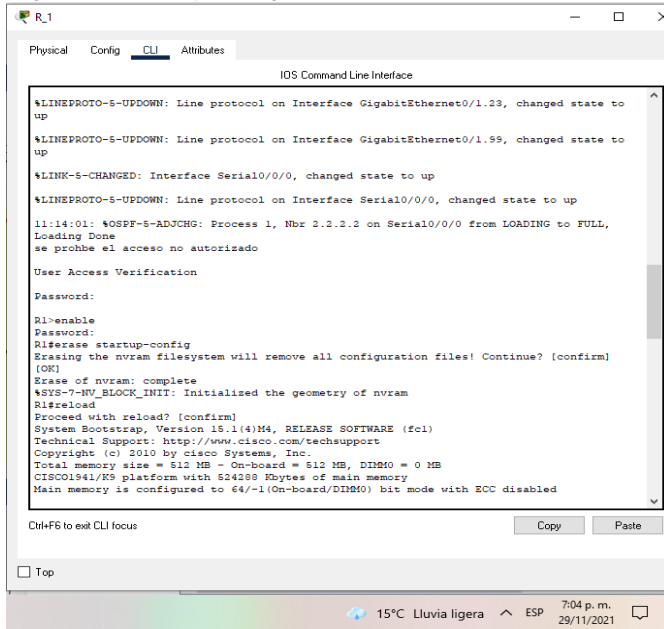 R_1
Physical Config CLI Attributes
IOS Command Line Interface
%LINEPROTO-5-UPDOWN: Line protocol on Interface GigabitEthernet0/1.23, changed state to
up
%LINEPROTO-5-UPDOWN: Line protocol on Interface GigabitEthernet0/1.99, changed state to
up
%LINK-5-CHANGED: Interface Serial0/0/0, changed state to up
%LINEPROTO-5-UPDOWN: Line protocol on Interface Serial0/0/0, changed state to up
11:14:01: %OSPF-5-ADJCHG: Process 1, Nbr 2.2.2.2 on Serial0/0/0 from LOADING to FULL,
Loading Done
se prohbe el acceso no autorizado
User Access Verification
Password:
R1>enable
Password:
R1#erase startup-config
Erasing the nvram filesystem will remove all configuration files! Continue? [confirm]
[OK]
Erase of nvram: complete
%SYS-7-NV_BLOCK_INIT: Initialized the geometry of nvram
R1#reload
Proceed with reload? [confirm]
System Bootstrap, Version 15.1(4)M4, RELEASE SOFTWARE (fc1)
Technical Support: http://www.cisco.com/techsupport
Copyright (c) 2010 by cisco Systems, Inc.
Total memory size = 512 MB - On-board = 512 MB, DIMM0 = 0 MB
CISCO1941/K9 platform with 524288 Kbytes of main memory
Main memory is configured to 64/-1(On-board/DIMM0) bit mode with ECC disabled
Ctrl+F6 to exit CLI focus
Copy Paste
Top
15°C Lluvia ligera ESP 7:04 p. m.
29/11/2021